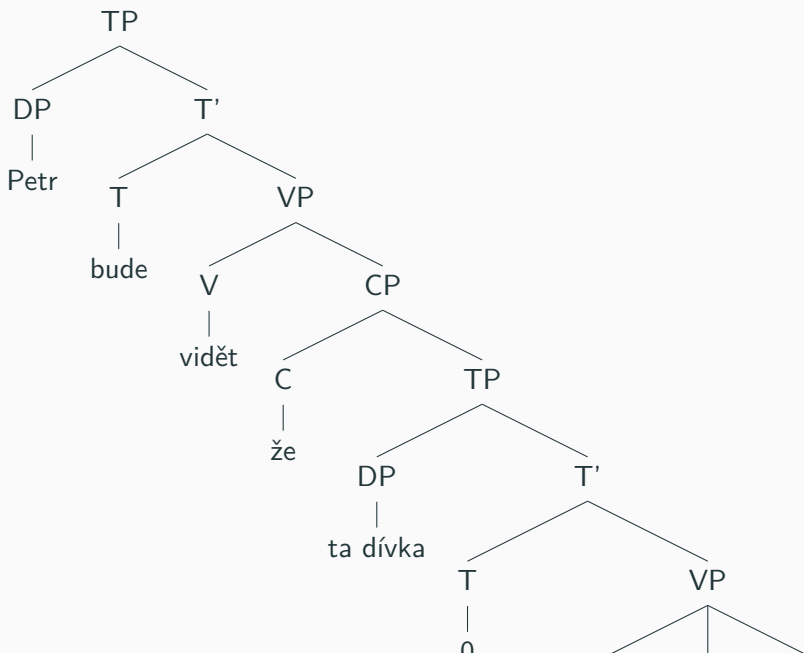 TP
DP T'
Petr
T VP
bude
V CP
vidět
C TP
že
DP T'
ta dívka
T VP
0